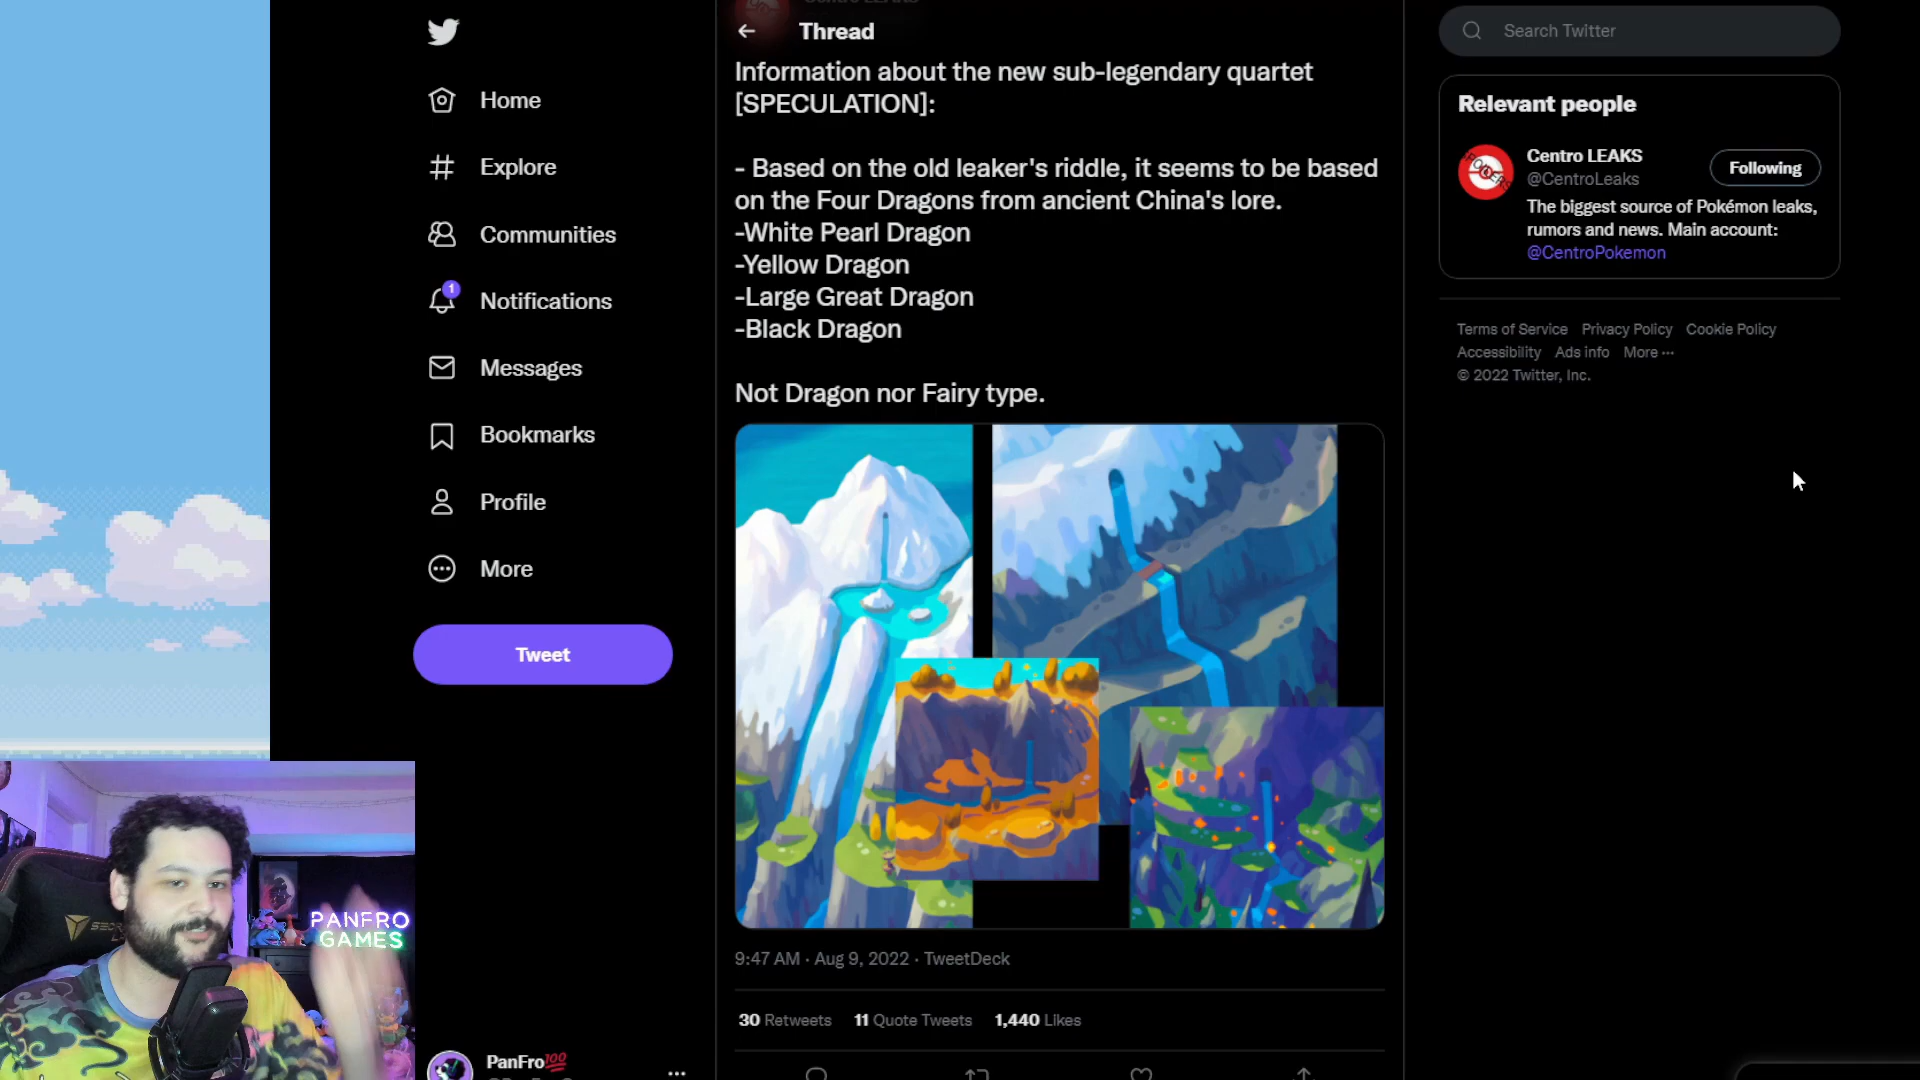 Thread
Search Twitter
Information about the new sub-legendary quartet
[SPECULATION]:
- Based on the old leaker's riddle, it seems to be based
on the Four Dragons from ancient China's lore.
-White Pearl Dragon
-Yellow Dragon
-Large Great Dragon
-Black Dragon
Not Dragon nor Fairy type.
9:47 AM · Aug 9, 2022 · TweetDeck
30 Retweets 11 Quote Tweets 1,440 Likes
Home
Explore
Communities
1
Notifications
Messages
Bookmarks
Profile
More
Tweet
PanFro💯
Relevant people
Centro LEAKS
@CentroLeaks
Following
The biggest source of Pokémon leaks,
rumors and news. Main account:
@CentroPokemon
Terms of Service Privacy Policy Cookie Policy
Accessibility Ads info More ···
© 2022 Twitter, Inc.
PANFRO
GAMES